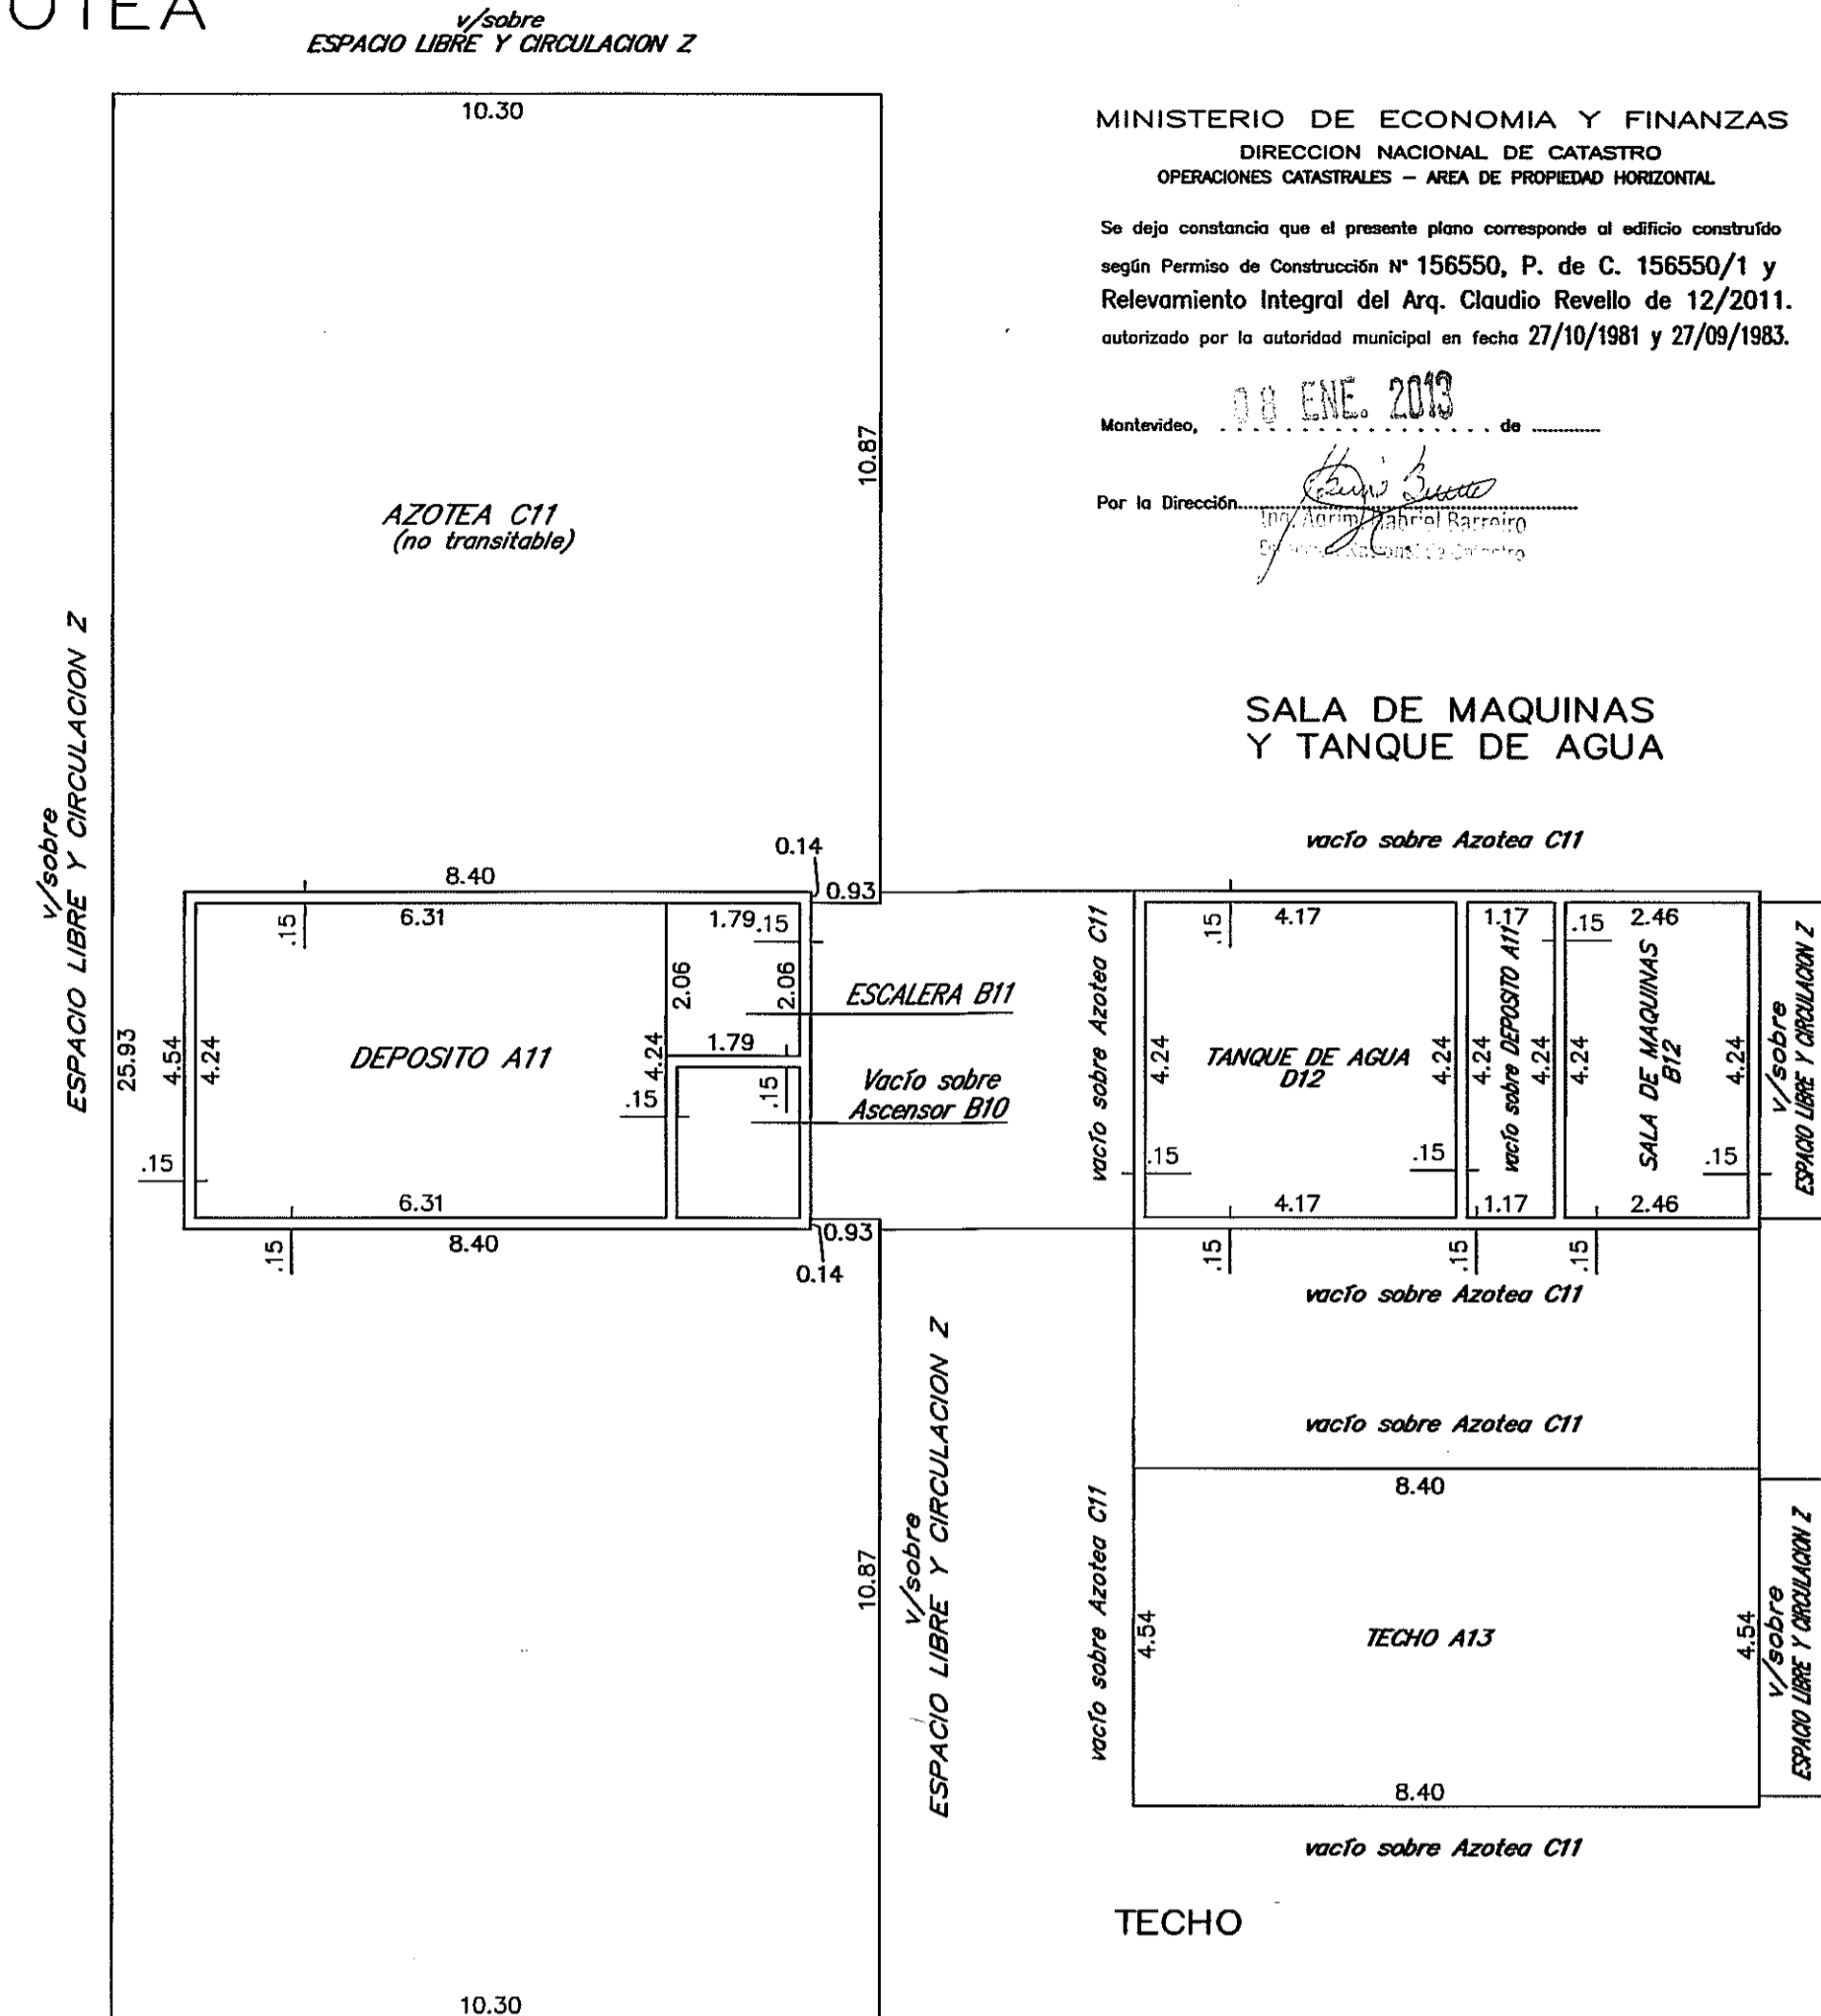 OTEA
v/sobre
ESPACIO LIBRE Y CIRCULACION Z
10.30
10.87
AZOTEA C11
(no transitable)
v/sobre
ESPACIO LIBRE Y CIRCULACION Z
25.93
4.54
4.24
0.14
0.93
8.40
6.31
.15
1.79
.15
2.06
2.06
ESCALERA B11
DEPOSITO A11
4.24
1.79
.15
.15
Vacío sobre
Ascensor B10
.15
6.31
8.40
.15
0.93
0.14
v/sobre
ESPACIO LIBRE Y CIRCULACION Z
10.87
10.30
MINISTERIO DE ECONOMIA Y FINANZAS
DIRECCION NACIONAL DE CATASTRO
OPERACIONES CATASTRALES – AREA DE PROPIEDAD HORIZONTAL
Se deja constancia que el presente plano corresponde al edificio construído
según Permiso de Construcción N° 156550, P. de C. 156550/1 y
Relevamiento Integral del Arq. Claudio Revello de 12/2011.
autorizado por la autoridad municipal en fecha 27/10/1981 y 27/09/1983.
08 ENE. 2013
Montevideo, . . . . . . . . . . . . . . . . . de ............
Por la Dirección
Ing. Agrim. Gabriel Barreiro
SALA DE MAQUINAS
Y TANQUE DE AGUA
vacío sobre Azotea C11
vacío sobre Azotea C11
.15
4.17
1.17
.15
2.46
4.24
TANQUE DE AGUA
D12
4.24
4.24
vacío sobre DEPOSITO A11
4.24
4.24
SALA DE MAQUINAS
B12
4.24
v/sobre
ESPACIO LIBRE Y CIRCULACION Z
.15
.15
.15
4.17
1.17
2.46
.15
.15
.15
vacío sobre Azotea C11
vacío sobre Azotea C11
vacío sobre Azotea C11
8.40
4.54
TECHO A13
4.54
v/sobre
ESPACIO LIBRE Y CIRCULACION Z
8.40
vacío sobre Azotea C11
TECHO